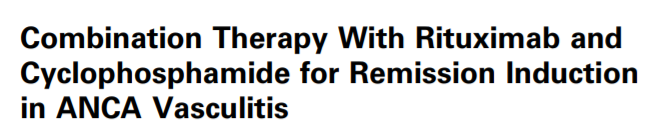 Combination Therapy With Rituximab and
Cyclophosphamide for Remission Induction
in ANCA Vasculitis